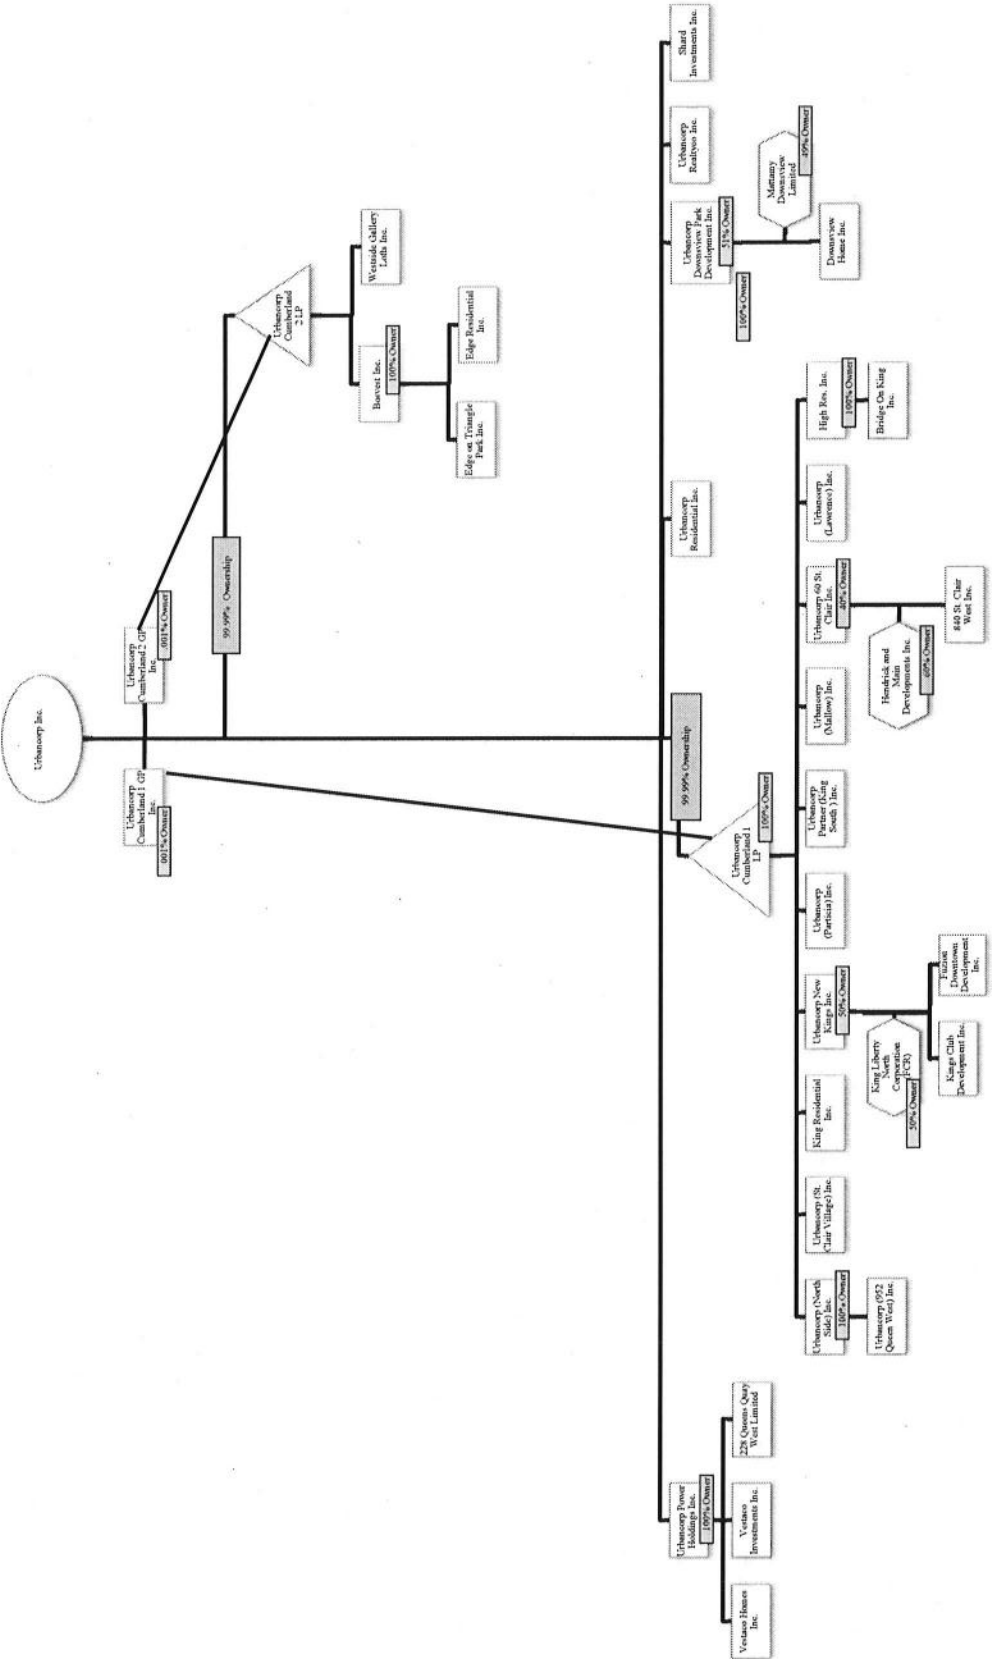 Urbancorp Inc.
Urbancorp
Cumberland 1 GP
Inc.
.001% Owner
Urbancorp
Cumberland 2 GP
Inc.
.001% Owner
99.99% Ownership
Urbancorp
Cumberland
2 LP
Bosvest Inc.
100% Owner
Westside Gallery
Lofts Inc.
Edge on Triangle
Park Inc.
Edge Residential
Inc.
Urbancorp Power
Holdings Inc.
100% Owner
Vestaco Homes
Inc.
Vestaco
Investments Inc.
228 Queens Quay
West Limited
99.99% Ownership
Urbancorp
Cumberland 1
LP
100% Owner
Urbancorp
Residential Inc.
Urbancorp
Downsview Park
Development Inc.
51% Owner
100% Owner
Mattamy
Downsview
Limited
49% Owner
Downsview
Home Inc.
Urbancorp
Realtyco Inc.
Shard
Investments Inc.
Urbancorp (North
Side) Inc.
100% Owner
Urbancorp (952
Queen West) Inc.
Urbancorp (St.
Clair Village) Inc.
King Residential
Inc.
Urbancorp New
Kings Inc.
50% Owner
King Liberty
North
Corporation
(FCR)
50% Owner
Kings Club
Development Inc.
Fuzion
Downtown
Development
Inc.
Urbancorp
(Particia) Inc.
Urbancorp
Partner (King
South ) Inc.
Urbancorp
(Mallow) Inc.
Urbancorp 60 St.
Clair Inc.
40% Owner
Hendrick and
Main
Developments Inc.
60% Owner
840 St. Clair
West Inc.
Urbancorp
(Lawrence) Inc.
High Res. Inc.
100% Owner
Bridge On King
Inc.